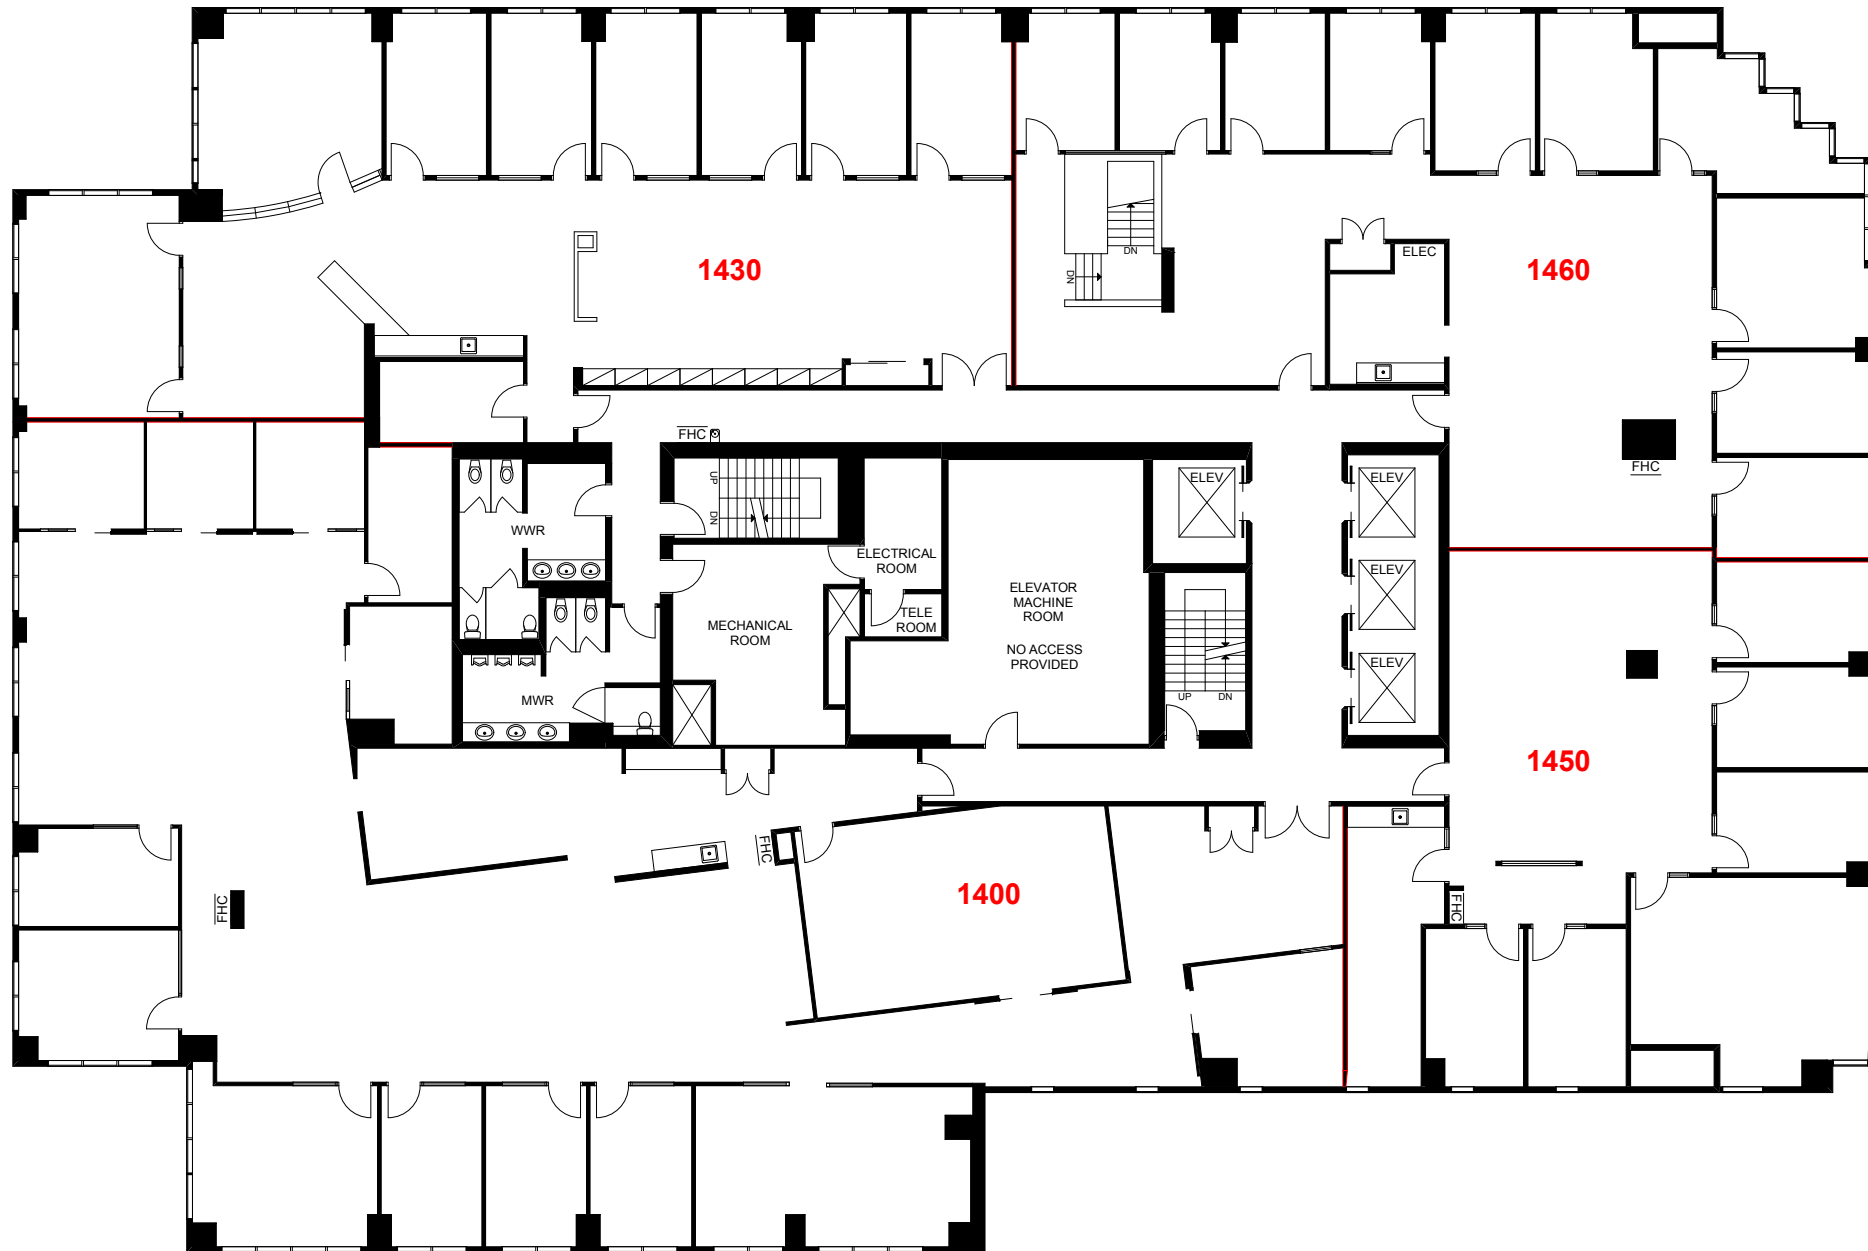 1430
1460
1450
1400
DN
DN
ELEC
FHC
FHC
UP
DN
WWR
ELECTRICAL
ROOM
TELE
ROOM
MECHANICAL
ROOM
ELEVATOR
MACHINE
ROOM
NO ACCESS
PROVIDED
ELEV
ELEV
ELEV
ELEV
UP
DN
MWR
FHC
FHC
FHC